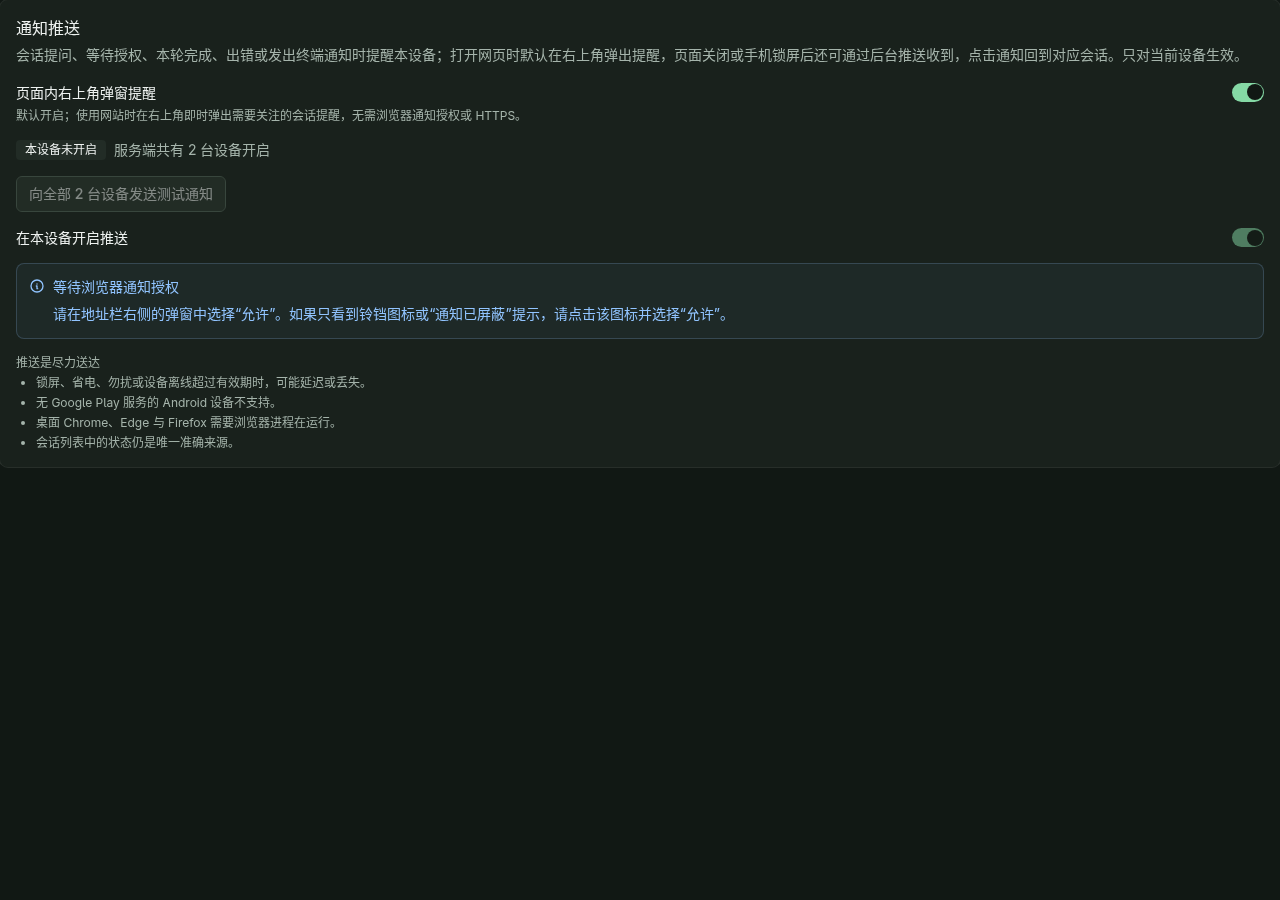 通知推送
会话提问、等待授权、本轮完成、出错或发出终端通知时提醒本设备；打开网页时默认在右上角弹出提醒，页面关闭或手机锁屏后还可通过后台推送收到，点击通知回到对应会话。只对当前设备生效。
页面内右上角弹窗提醒
默认开启；使用网站时在右上角即时弹出需要关注的会话提醒，无需浏览器通知授权或 HTTPS。
本设备未开启 服务端共有 2 台设备开启
向全部 2 台设备发送测试通知
在本设备开启推送
等待浏览器通知授权
请在地址栏右侧的弹窗中选择“允许”。如果只看到铃铛图标或“通知已屏蔽”提示，请点击该图标并选择“允许”。
推送是尽力送达
• 锁屏、省电、勿扰或设备离线超过有效期时，可能延迟或丢失。
• 无 Google Play 服务的 Android 设备不支持。
• 桌面 Chrome、Edge 与 Firefox 需要浏览器进程在运行。
• 会话列表中的状态仍是唯一准确来源。